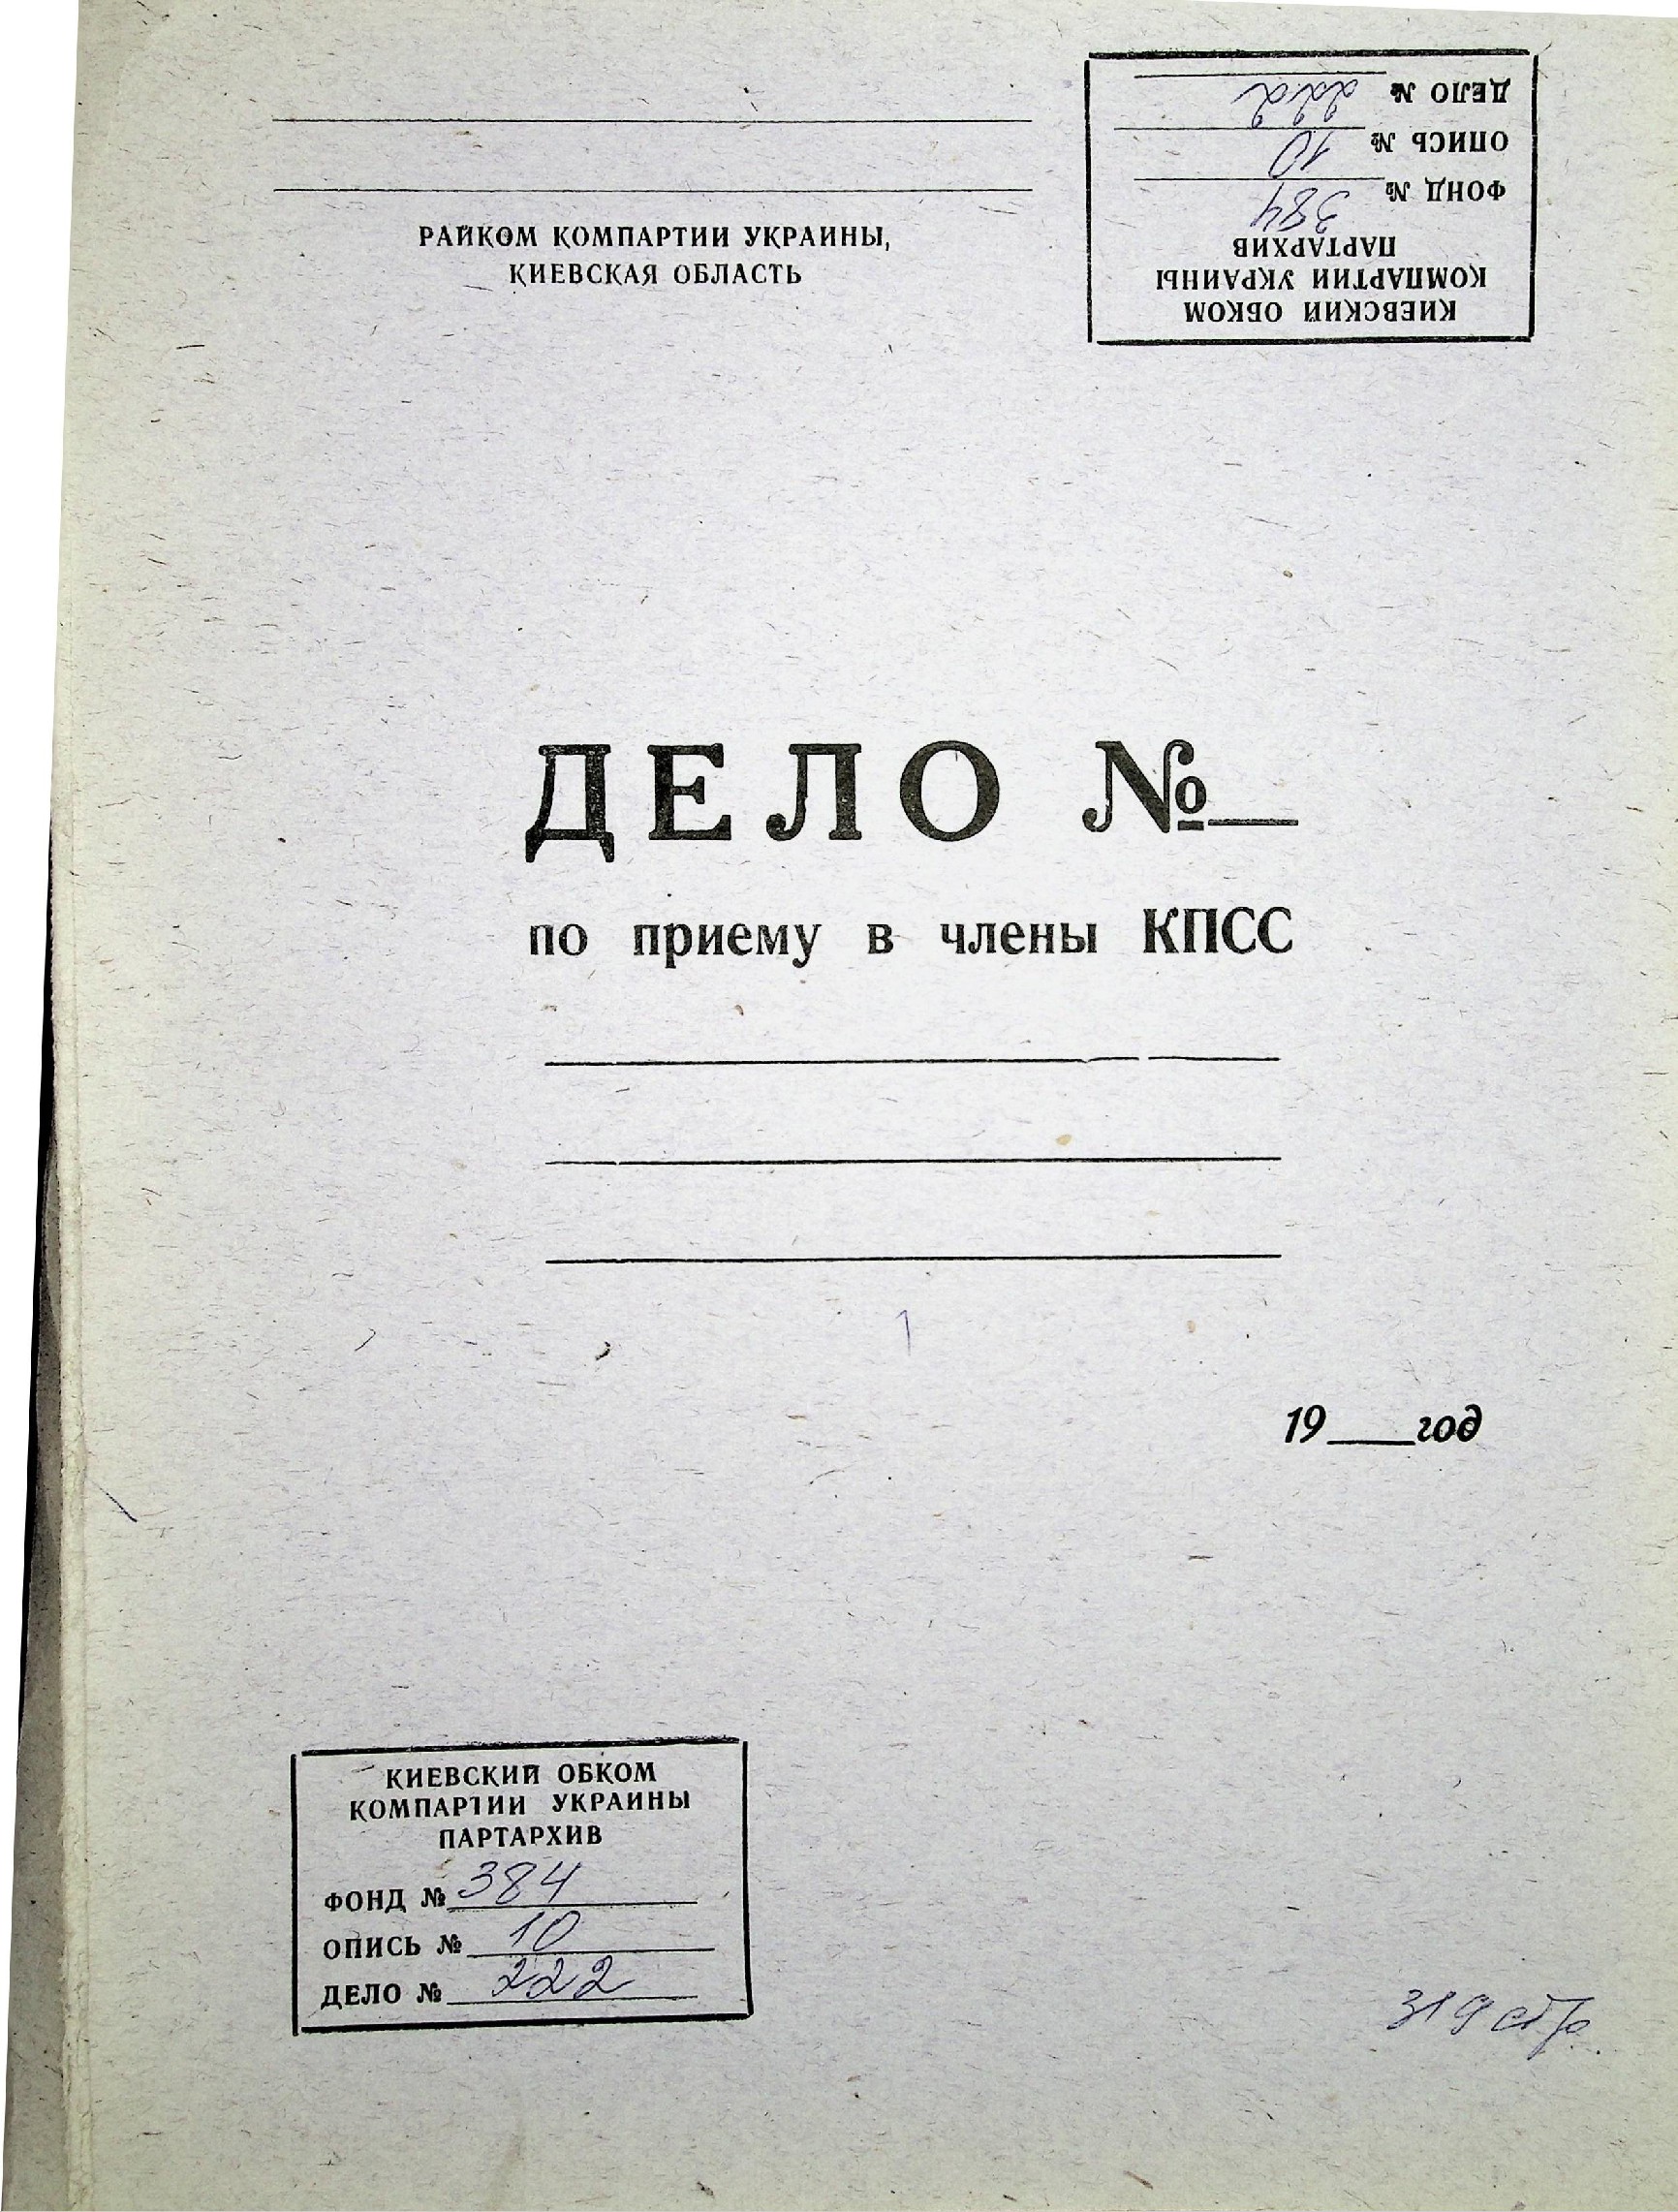 РАЙКОМ КОМПАРТИИ УКРАИНЫ,
КИЕВСКАЯ ОБЛАСТЬ
КИЕВСКИЙ ОБКОМ
КОМПАРТИИ УКРАИНЫ
ПАРТАРХИВ
ФОНД № 384
ОПИСЬ № 10
ДЕЛО № 222
ДЕЛО №
по приему в члены КПСС
19 год
КИЕВСКИЙ ОБКОМ
КОМПАРТИИ УКРАИНЫ
ПАРТАРХИВ
ФОНД № 384
ОПИСЬ № 10
ДЕЛО № 222
319 стр.